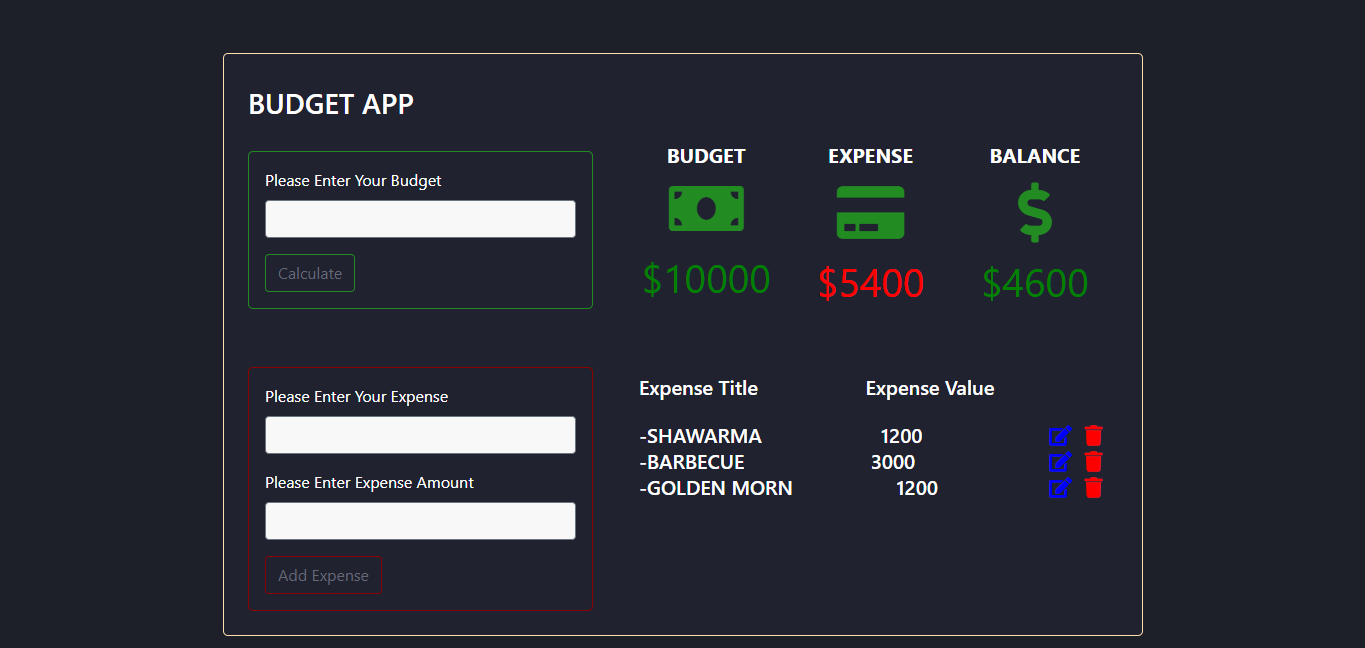 BUDGET APP
Please Enter Your Budget
Calculate
BUDGET EXPENSE BALANCE
$10000 $5400 $4600
Please Enter Your Expense
Please Enter Expense Amount
Add Expense
Expense Title Expense Value
-SHAWARMA 1200
-BARBECUE 3000
-GOLDEN MORN 1200